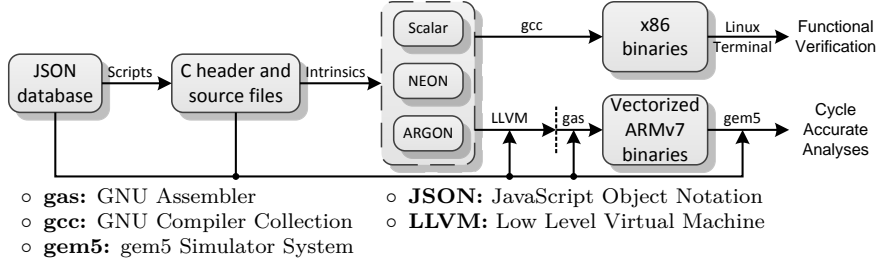 Scalar
gcc
x86
binaries
Linux
Terminal
Functional
Verification
JSON
database
Scripts
C header and
source files
Intrinsics
NEON
ARGON
LLVM
gas
Vectorized
ARMv7
binaries
gem5
Cycle
Accurate
Analyses
○ gas: GNU Assembler
○ gcc: GNU Compiler Collection
○ gem5: gem5 Simulator System
○ JSON: JavaScript Object Notation
○ LLVM: Low Level Virtual Machine